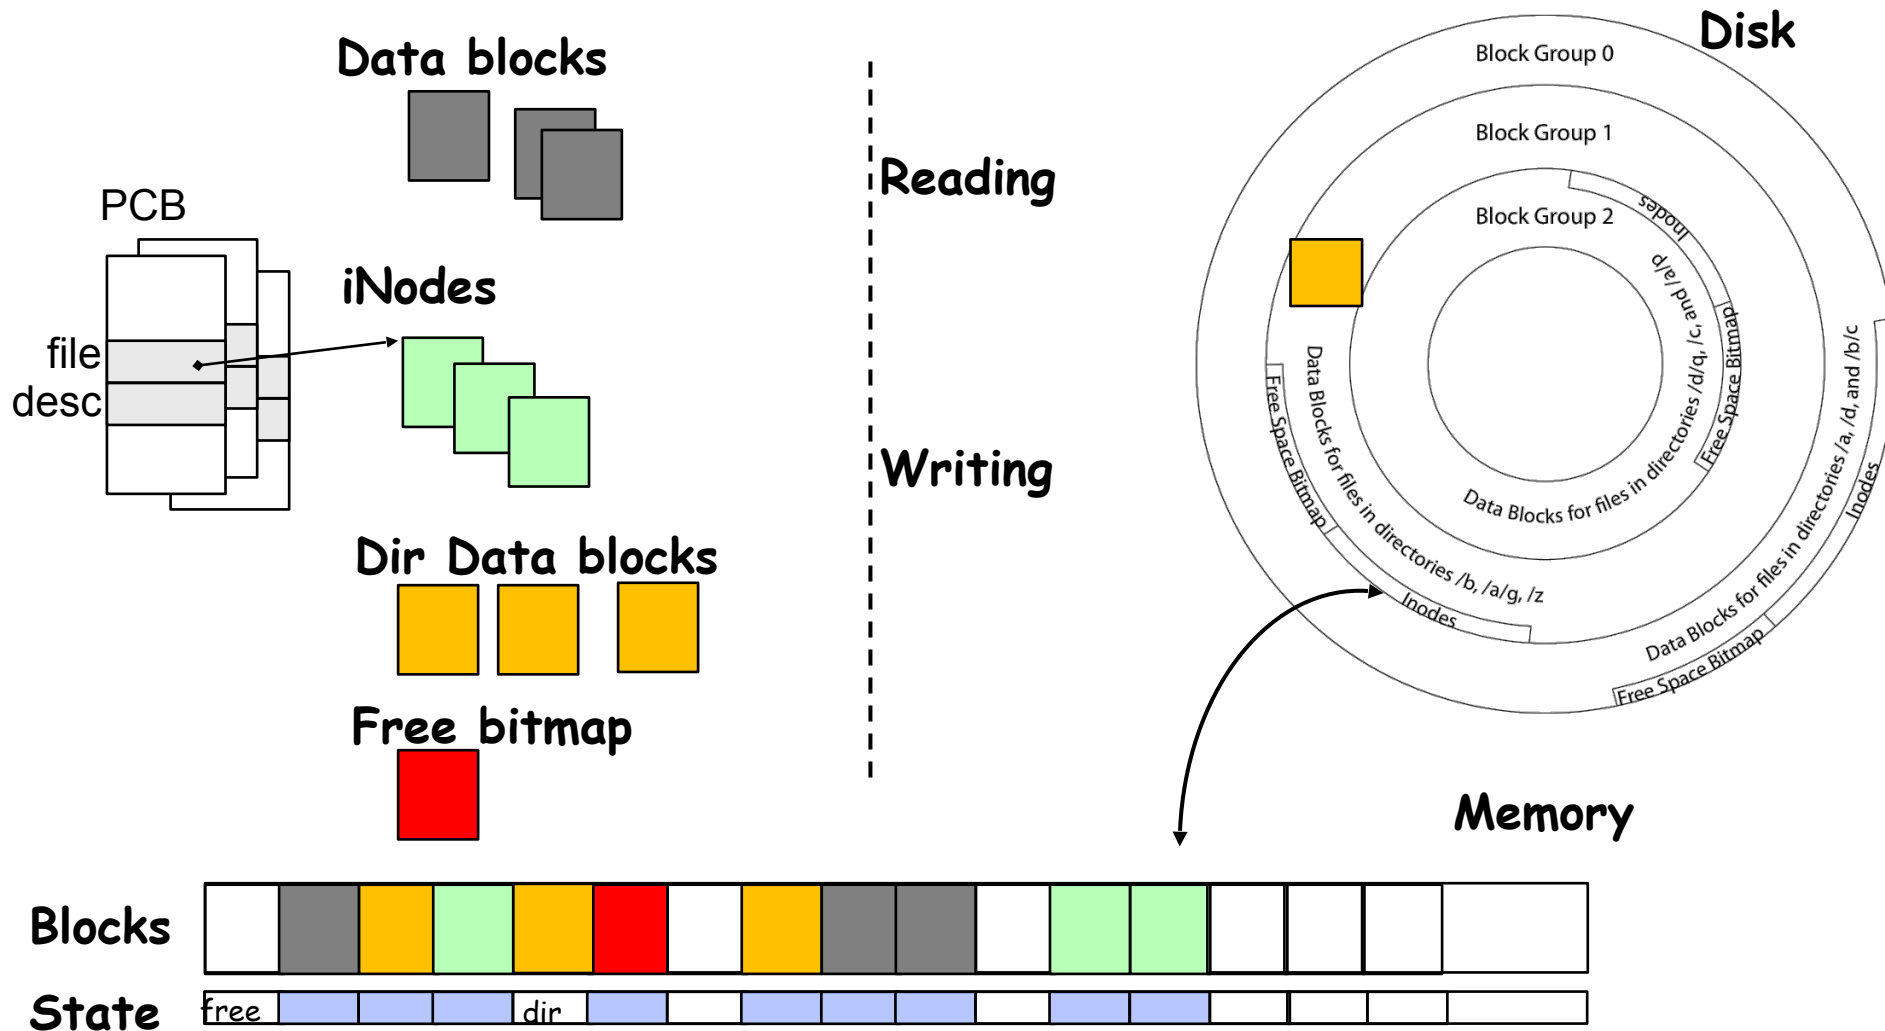 Data blocks
PCB
iNodes
file
desc
Dir Data blocks
Free bitmap
Reading
Writing
Disk
Block Group 0
Block Group 1
Block Group 2
Inodes
Free Space Bitmap
Data Blocks for files in directories /d/q, /c, and /a/p
Free Space Bitmap
Inodes
Data Blocks for files in directories /b, /a/g, /z
Data Blocks for files in directories /a, /d, and /b/c
Inodes
Free Space Bitmap
Memory
Blocks
State
free
dir